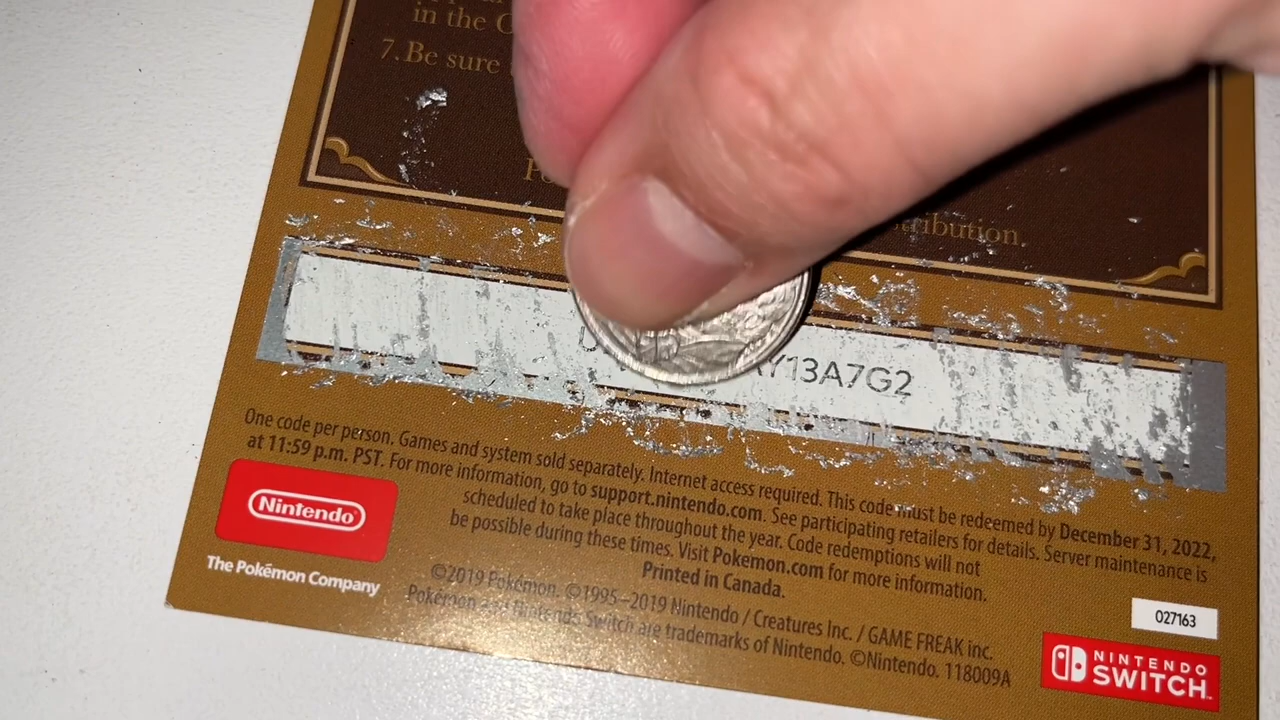 in the
7. Be sure
tribution.
Y13A7G2
One code per person. Games and system sold separately. Internet access required. This code must be redeemed by December 31, 2022,
at 11:59 p.m. PST. For more information, go to support.nintendo.com. See participating retailers for details. Server maintenance is
scheduled to take place throughout the year. Code redemptions will not
be possible during these times. Visit Pokemon.com for more information.
Printed in Canada.
Nintendo
The Pokémon Company
©2019 Pokémon. ©1995–2019 Nintendo / Creatures Inc. / GAME FREAK inc.
Pokémon and Nintendo Switch are trademarks of Nintendo. ©Nintendo. 118009A
027163
NINTENDO
SWITCH